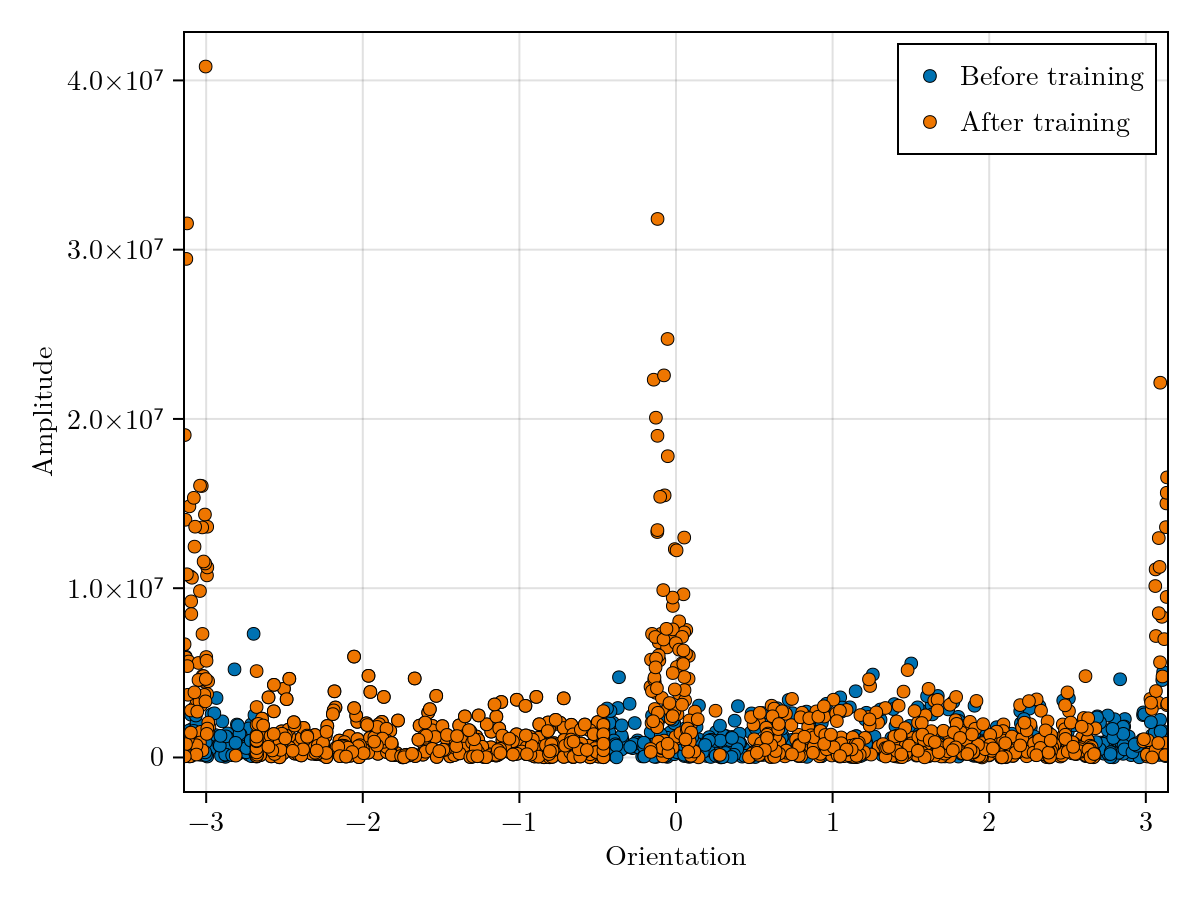 4.0×10⁷
3.0×10⁷
2.0×10⁷
1.0×10⁷
0
Amplitude
Before training
After training
−3 −2 −1 0 1 2 3
Orientation